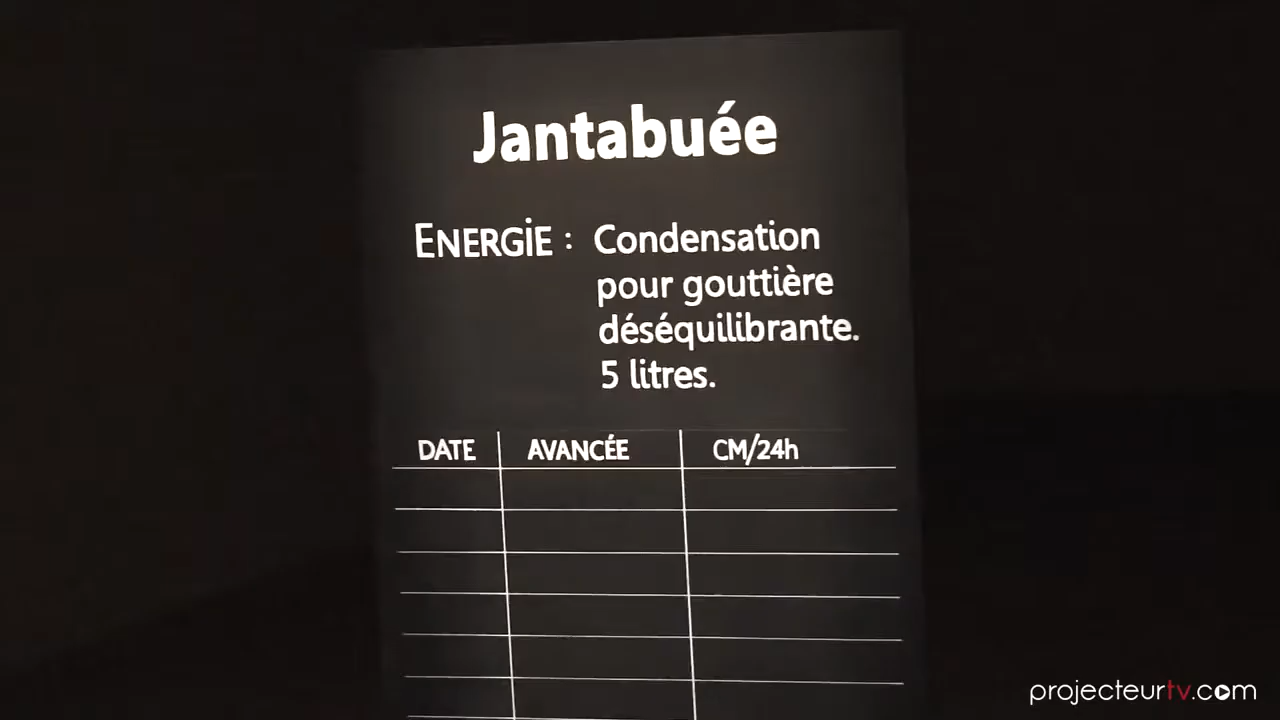 Jantabuée
ENERGiE : Condensation
pour gouttière
déséquilibrante.
5 litres.
DATE AVANCÉE CM/24h
projecteurtv.com